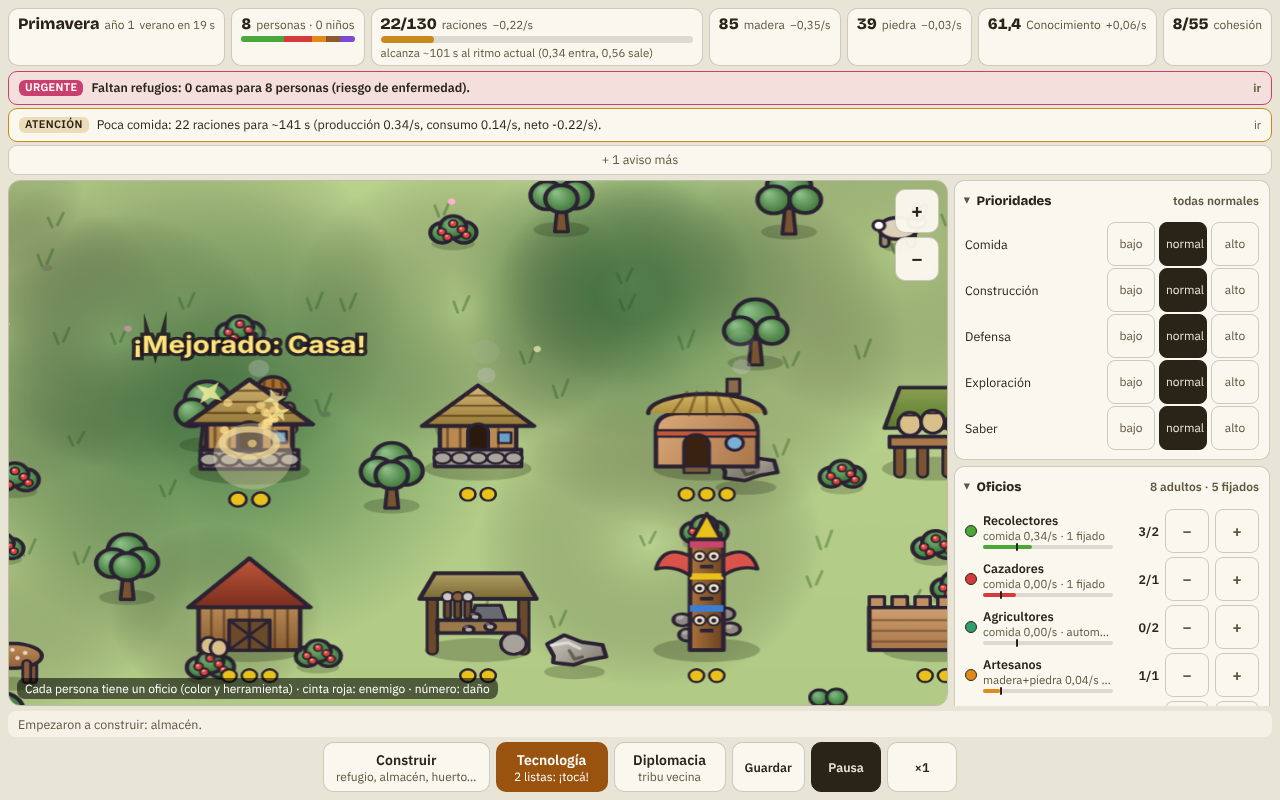 Primavera año 1 verano en 19 s
8 personas · 0 niños
22/130 raciones −0,22/s
alcanza ~101 s al ritmo actual (0,34 entra, 0,56 sale)
85 madera −0,35/s
39 piedra −0,03/s
61,4 Conocimiento +0,06/s
8/55 cohesión
URGENTE Faltan refugios: 0 camas para 8 personas (riesgo de enfermedad). ir
ATENCIÓN Poca comida: 22 raciones para ~141 s (producción 0.34/s, consumo 0.14/s, neto -0.22/s). ir
+ 1 aviso más
+
−
¡Mejorado: Casa!
Cada persona tiene un oficio (color y herramienta) · cinta roja: enemigo · número: daño
▼ Prioridades todas normales
Comida bajo normal alto
Construcción bajo normal alto
Defensa bajo normal alto
Exploración bajo normal alto
Saber bajo normal alto
▼ Oficios 8 adultos · 5 fijados
Recolectores
comida 0,34/s · 1 fijado
3/2 − +
Cazadores
comida 0,00/s · 1 fijado
2/1 − +
Agricultores
comida 0,00/s · autom...
0/2 − +
Artesanos
madera+piedra 0,04/s ...
1/1 − +
Empezaron a construir: almacén.
Construir
refugio, almacén, huerto...
Tecnología
2 listas: ¡tocá!
Diplomacia
tribu vecina
Guardar
Pausa
×1